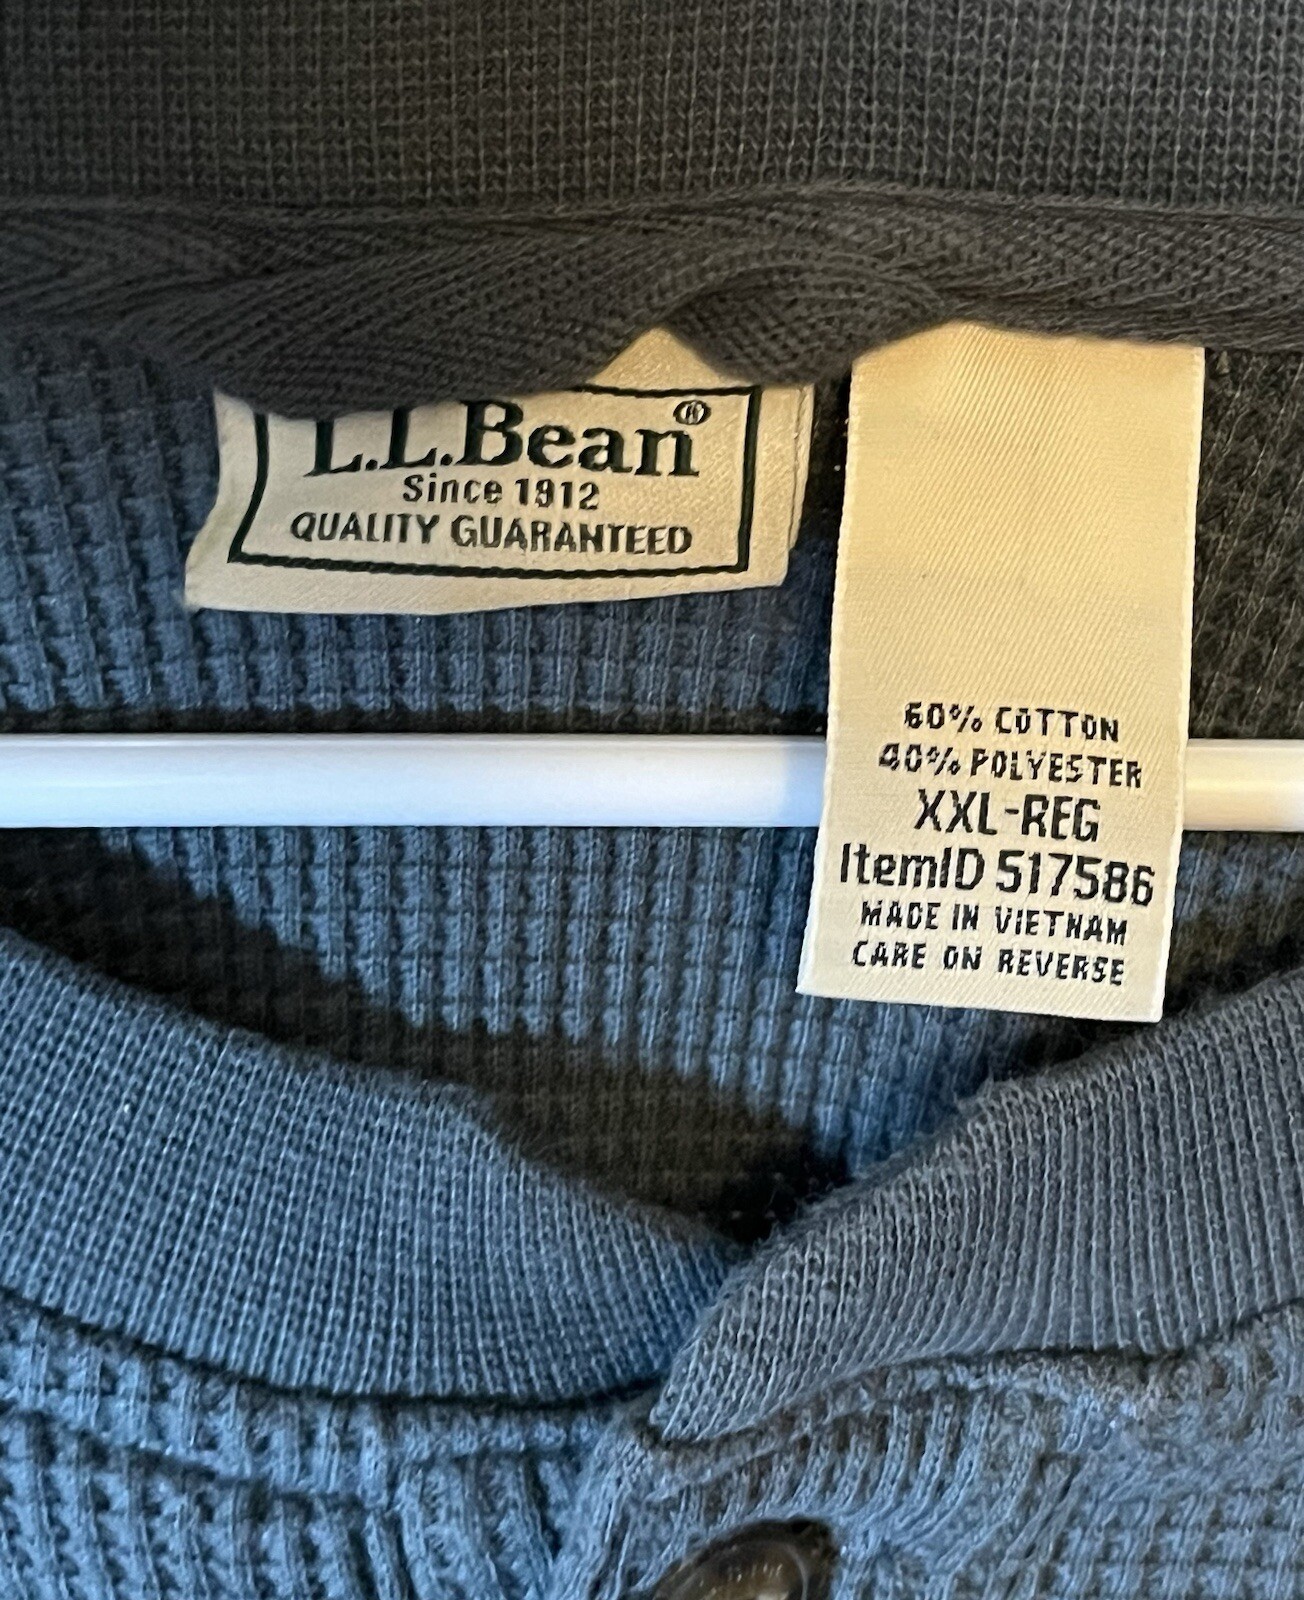 L.L.Bean®
Since 1912
QUALITY GUARANTEED
60% COTTON
40% POLYESTER
XXL-REG
ItemID 517586
MADE IN VIETNAM
CARE ON REVERSE